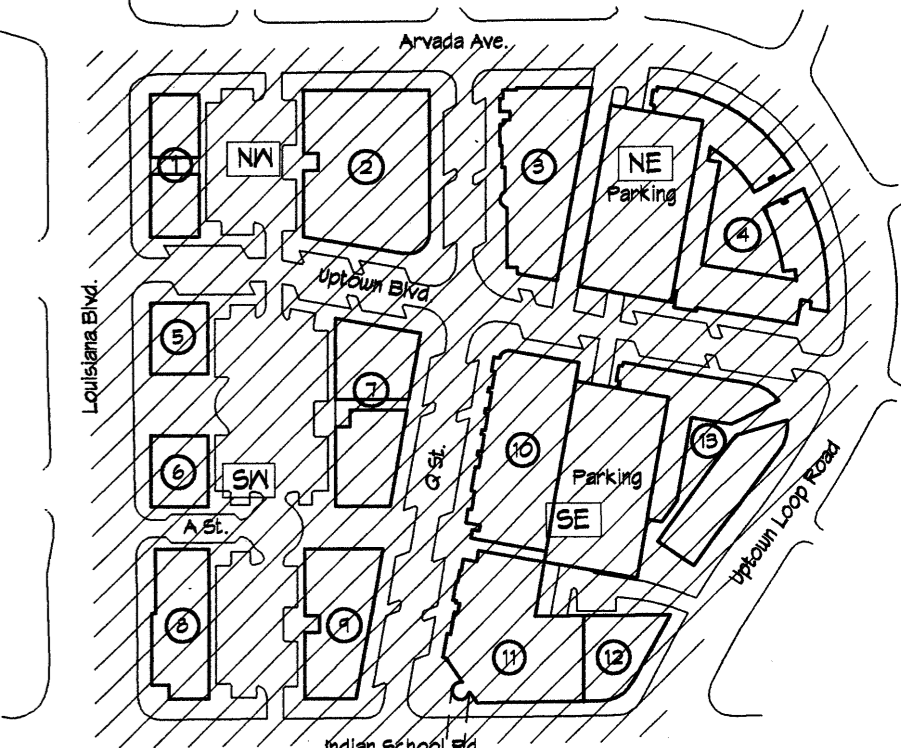 Arvada Ave.
1
NW
2
3
NE
Parking
4
Uptown Blvd
Louisiana Blvd.
5
7
6
SW
A St.
Q St.
10
Parking
SE
13
Uptown Loop Road
8
9
11
12
Indian School Rd